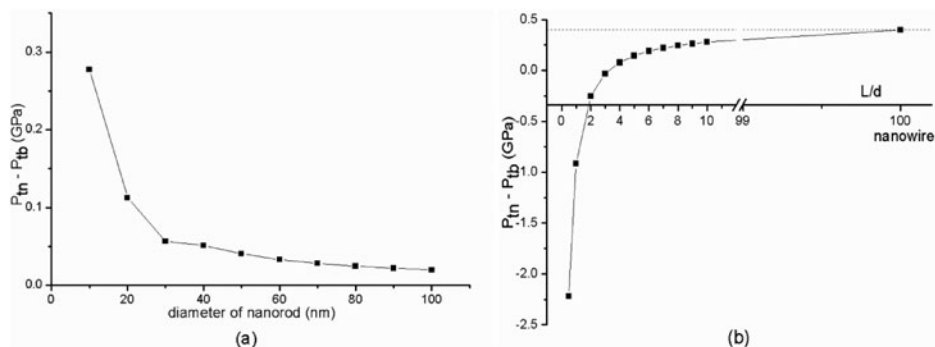 0.3
0.2
0.1
0.0
P_tn - P_tb (GPa)
0 20 40 60 80 100
diameter of nanorod (nm)
(a)
0.5
0.0
-0.5
-1.0
-1.5
-2.0
-2.5
P_tn - P_tb (GPa)
L/d
0 2 4 6 8 10 99 100
nanowire
(b)